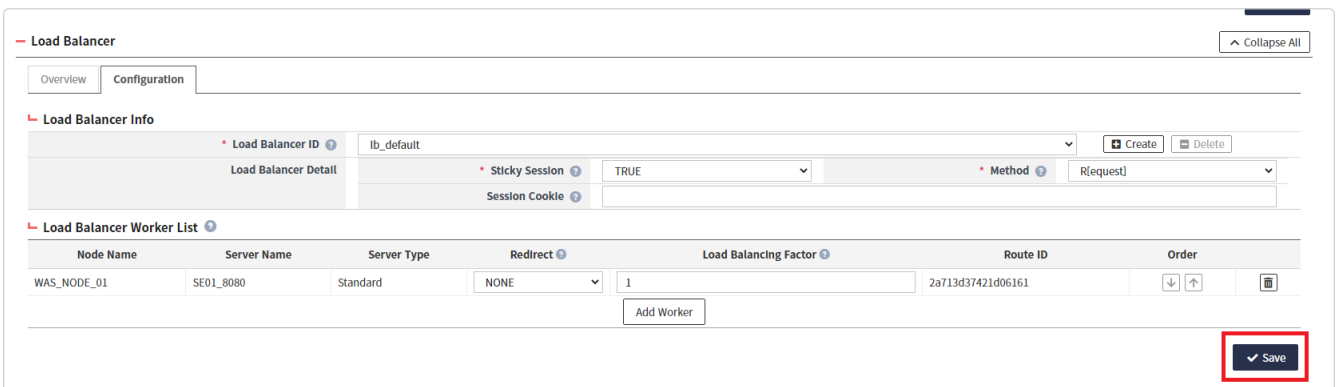 Load Balancer
Collapse All
Overview Configuration
Load Balancer Info
* Load Balancer ID ? lb_default Create Delete
Load Balancer Detail * Sticky Session ? TRUE * Method ? R[equest]
Session Cookie ?
Load Balancer Worker List ?
Node Name Server Name Server Type Redirect ? Load Balancing Factor ? Route ID Order
WAS_NODE_01 SE01_8080 Standard NONE 1 2a713d37421d06161
Add Worker
Save